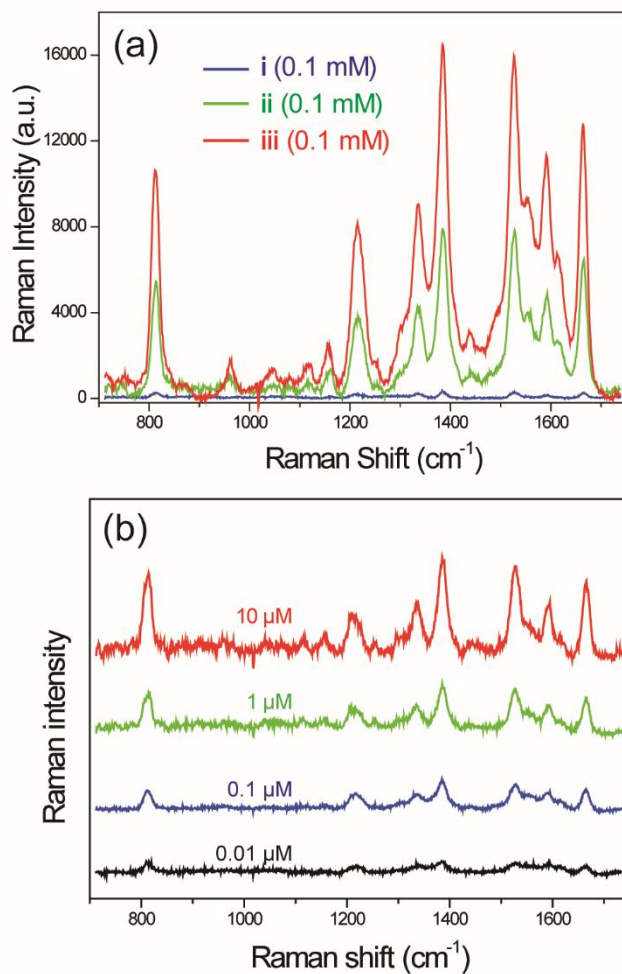 (a)
i (0.1 mM)
ii (0.1 mM)
iii (0.1 mM)
Raman Intensity (a.u.)
16000
12000
8000
4000
0
800 1000 1200 1400 1600
Raman Shift (cm⁻¹)
(b)
Raman intensity
10 µM
1 µM
0.1 µM
0.01 µM
800 1000 1200 1400 1600
Raman shift (cm⁻¹)